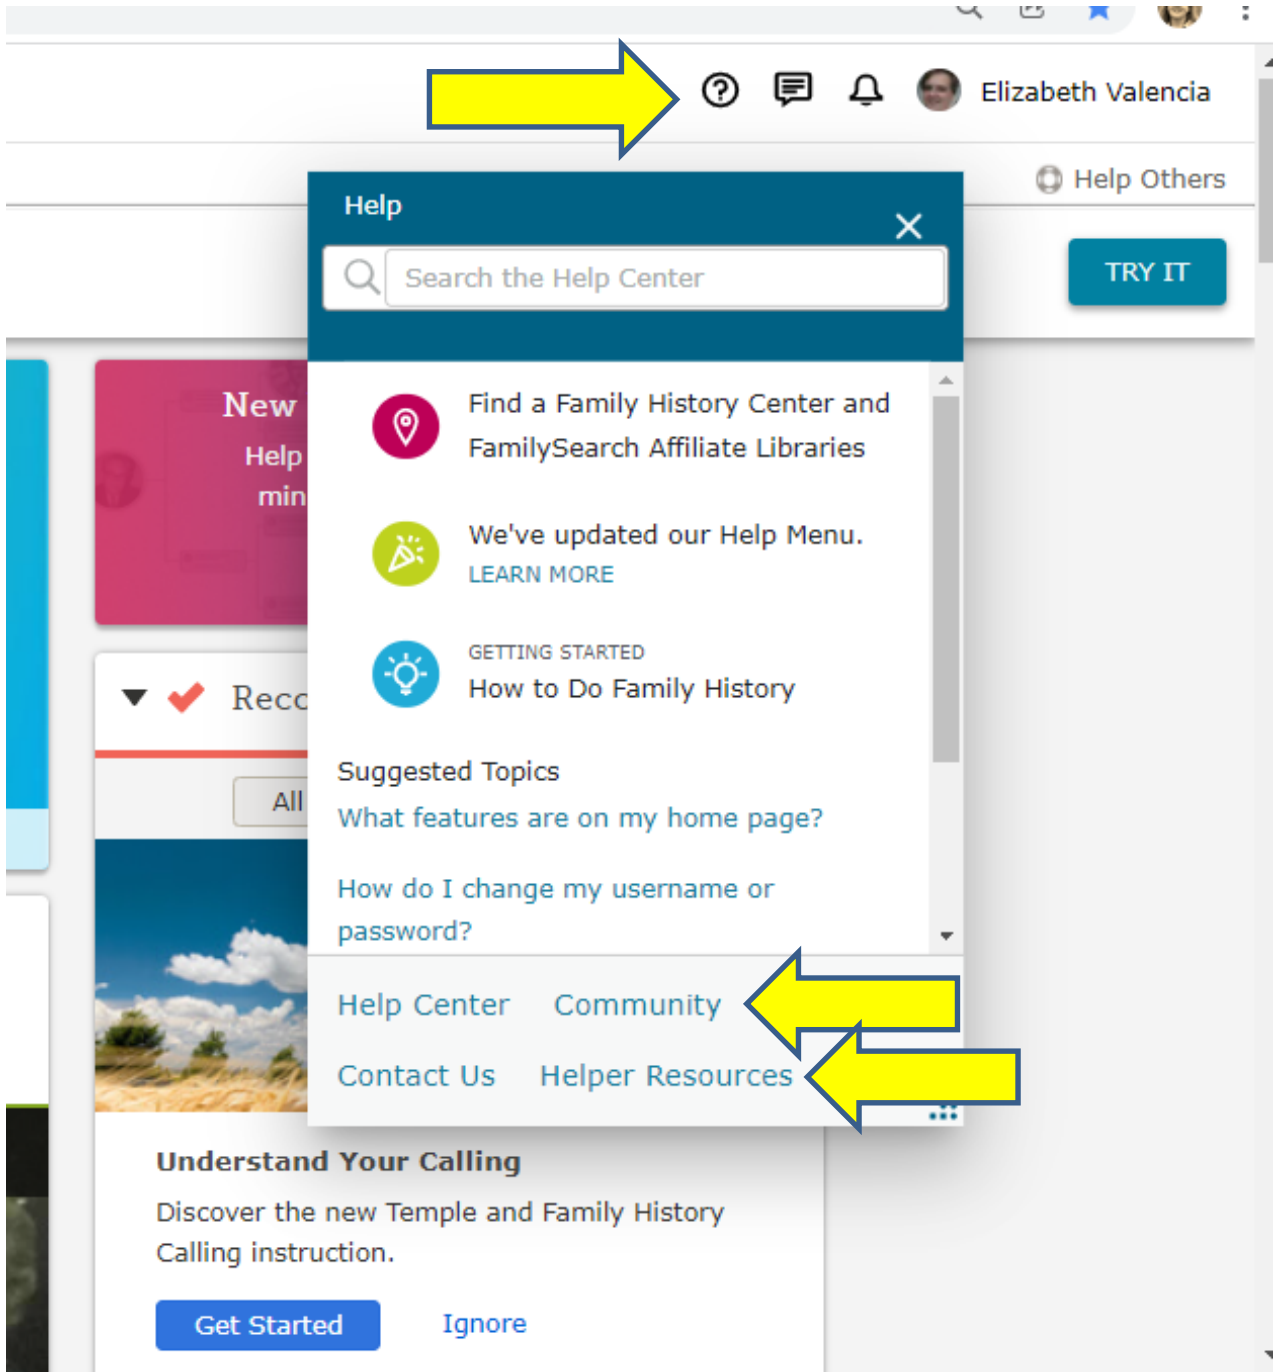 Elizabeth Valencia
Help Others
Help
Search the Help Center
TRY IT
New
Help
min
Find a Family History Center and
FamilySearch Affiliate Libraries
We've updated our Help Menu.
LEARN MORE
GETTING STARTED
How to Do Family History
Reco
All
Suggested Topics
What features are on my home page?
How do I change my username or
password?
Help Center Community
Contact Us Helper Resources
Understand Your Calling
Discover the new Temple and Family History
Calling instruction.
Get Started Ignore